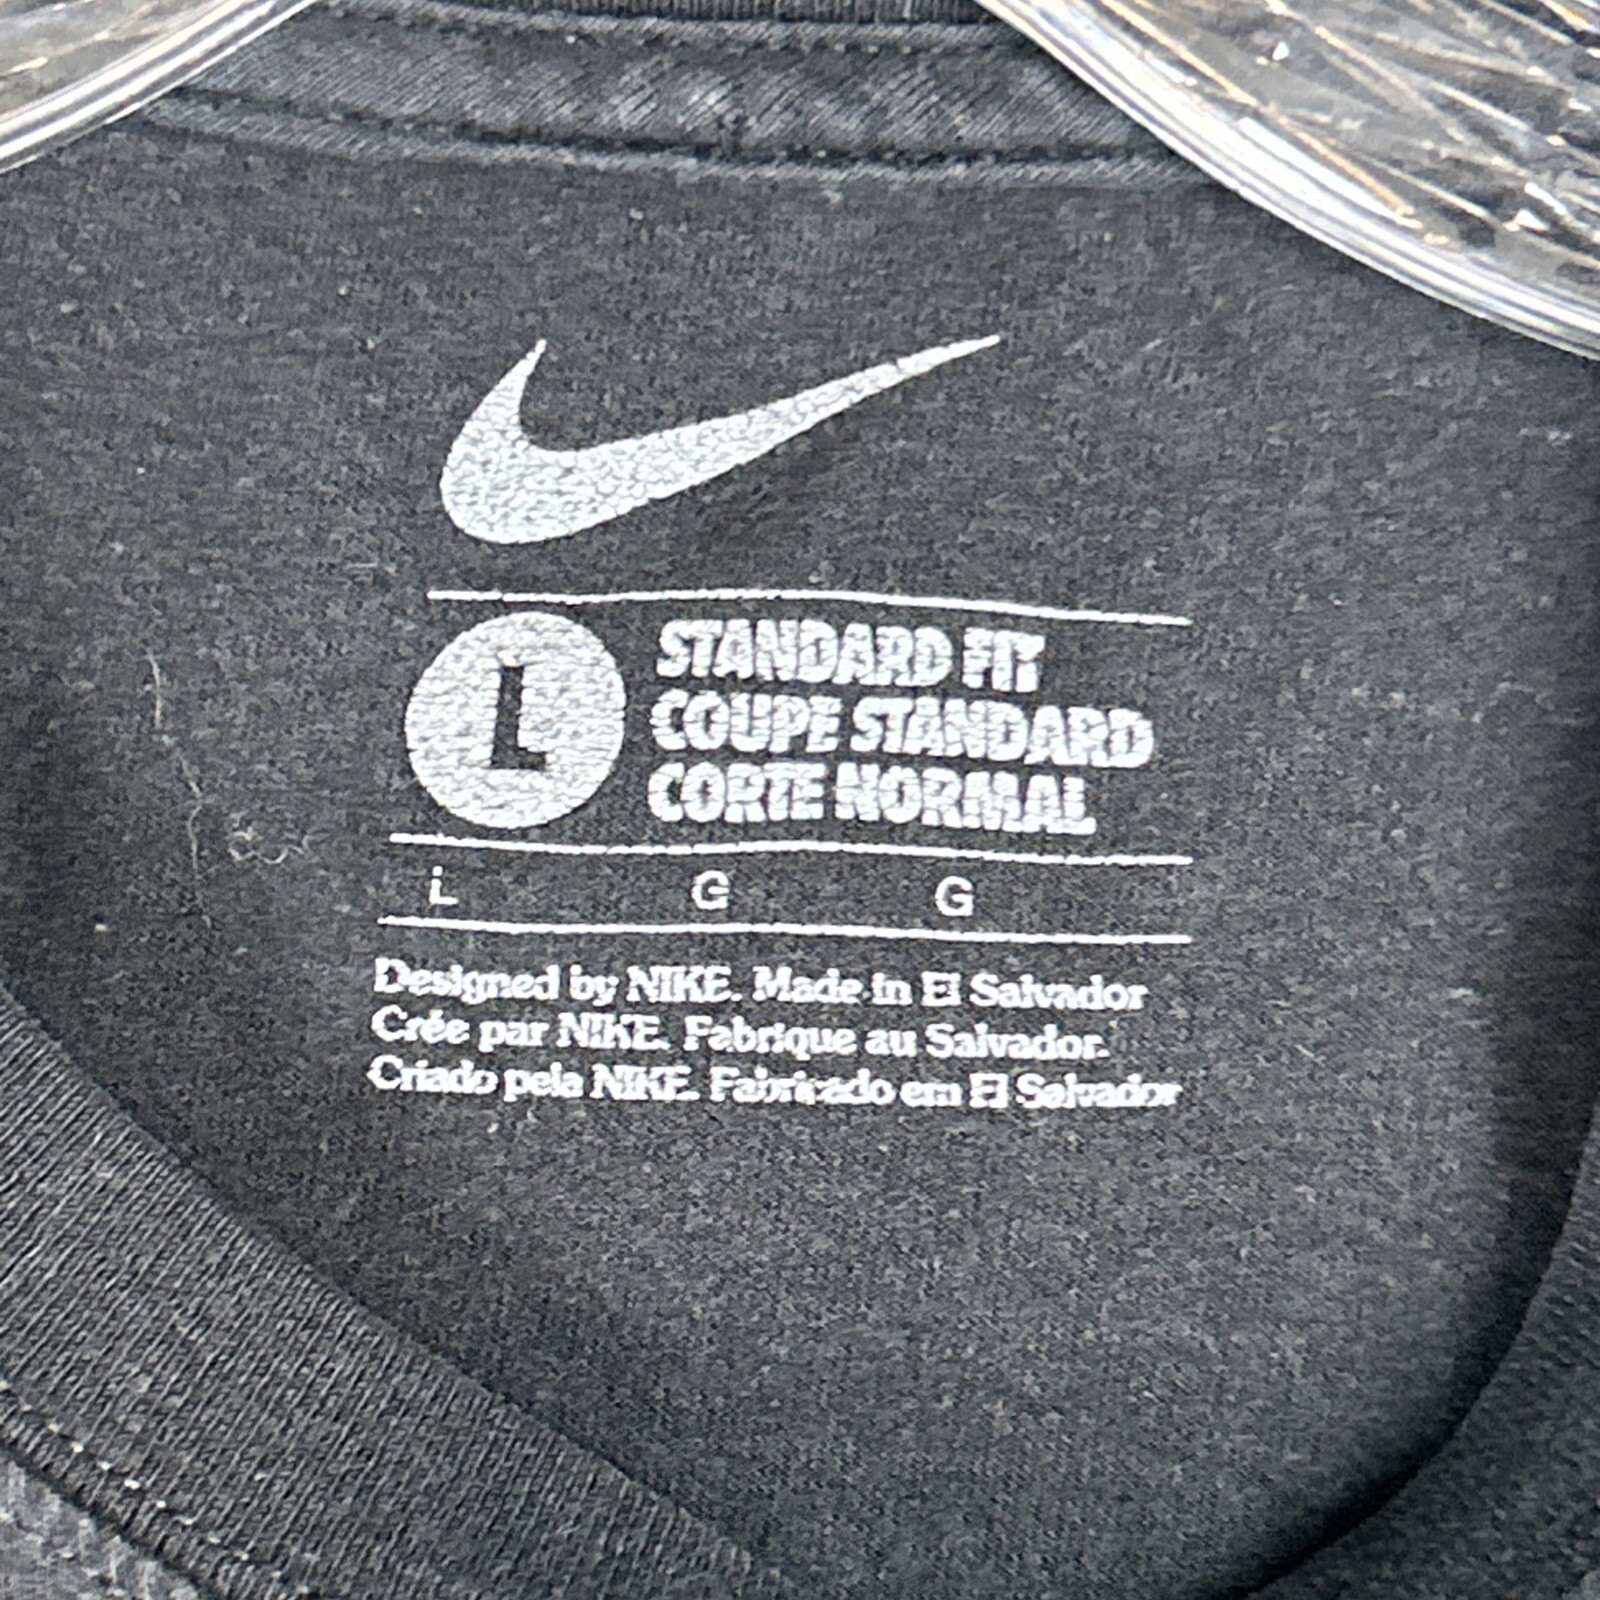 L
STANDARD FIT
COUPE STANDARD
CORTE NORMAL
L G G
Designed by NIKE. Made in El Salvador
Crée par NIKE. Fabrique au Salvador.
Criado pela NIKE. Fabricado em El Salvador